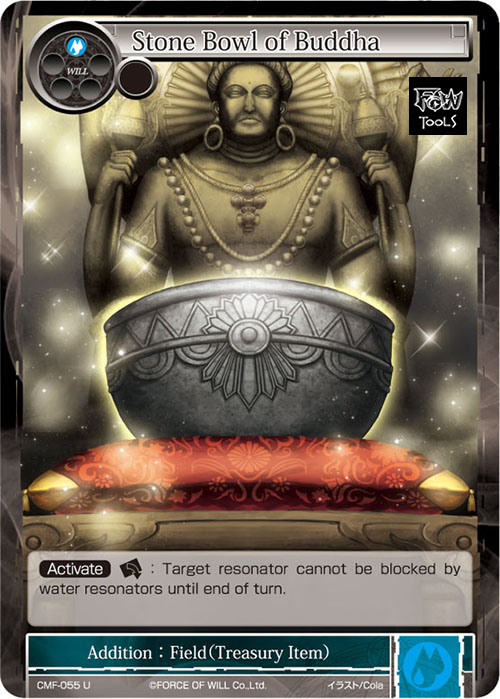 Stone Bowl of Buddha
WILL
FOW
TOOLS
Activate : Target resonator cannot be blocked by
water resonators until end of turn.
Addition：Field(Treasury Item)
CMF-055 U ©FORCE OF WILL Co.,Ltd. イラスト/Cola